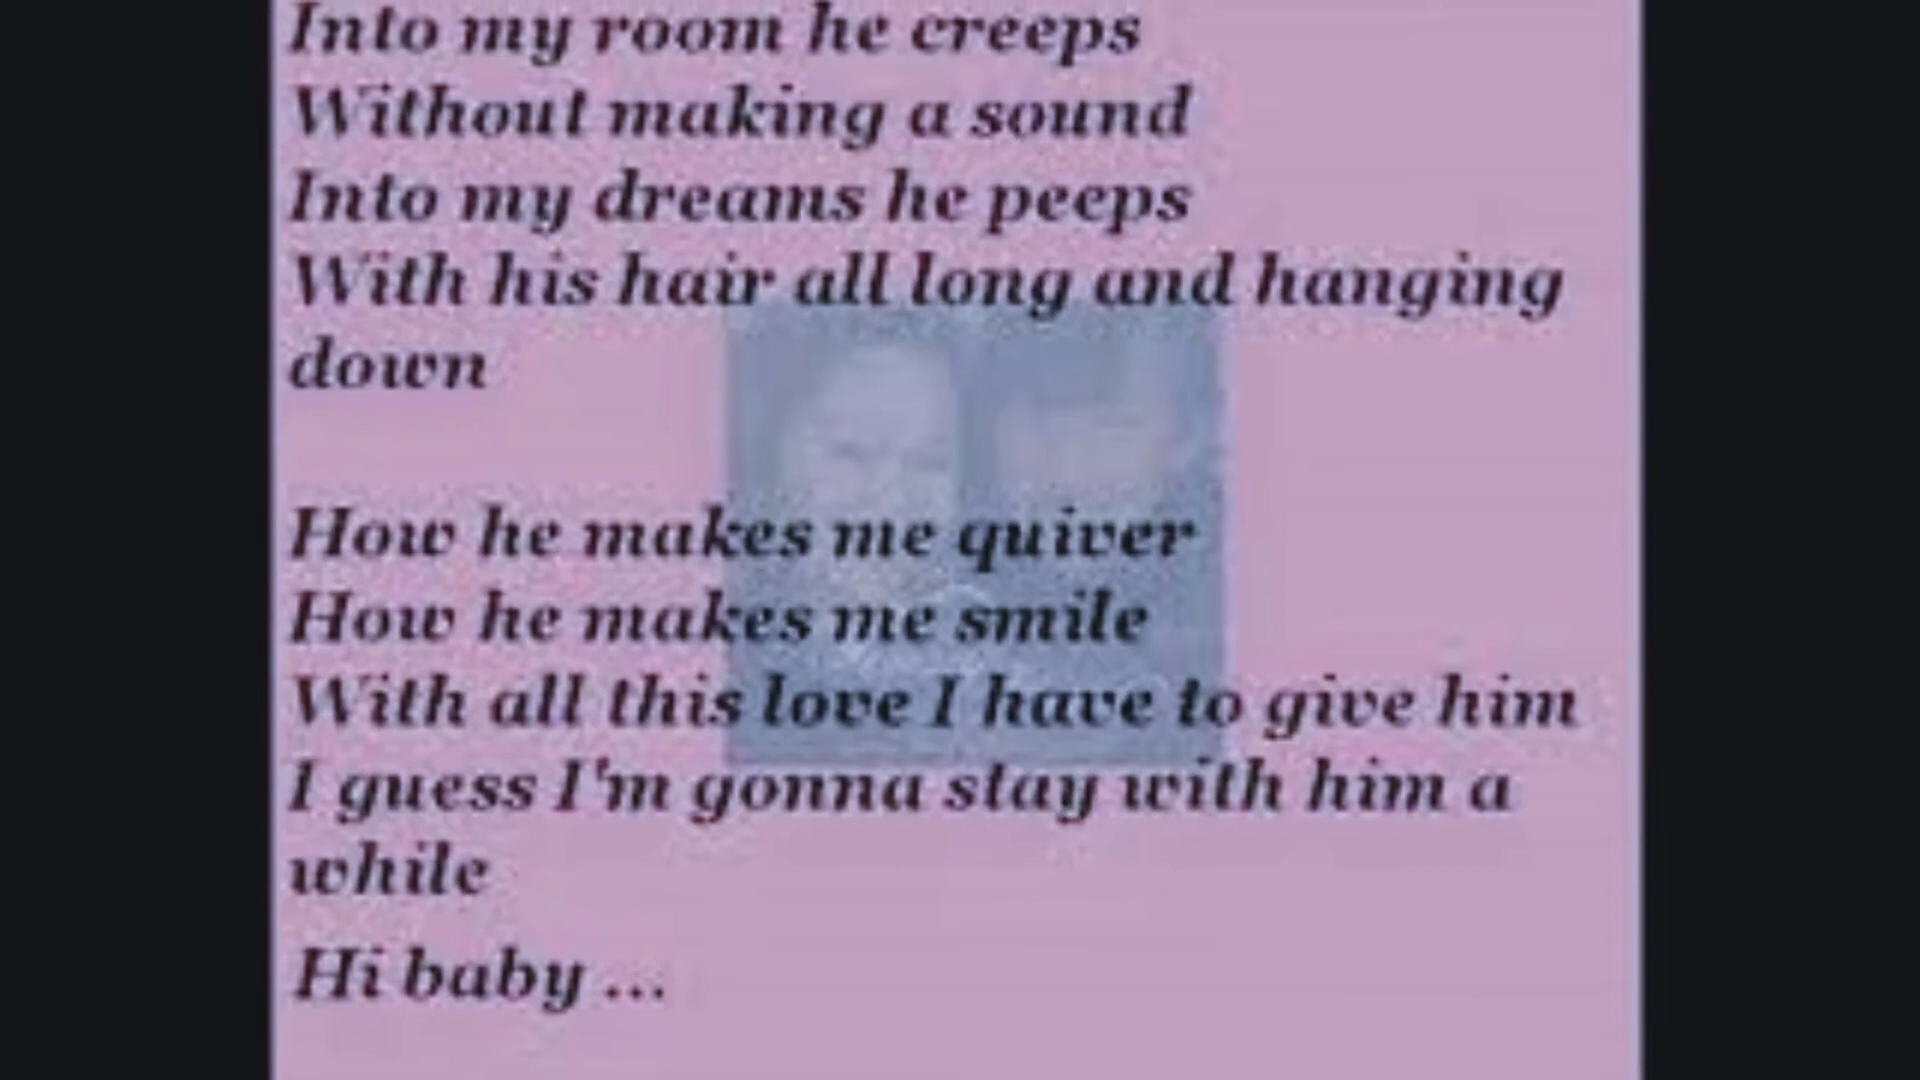 Into my room he creeps
Without making a sound
Into my dreams he peeps
With his hair all long and hanging
down
How he makes me quiver
How he makes me smile
With all this love I have to give him
I guess I'm gonna stay with him a
while
Hi baby ...